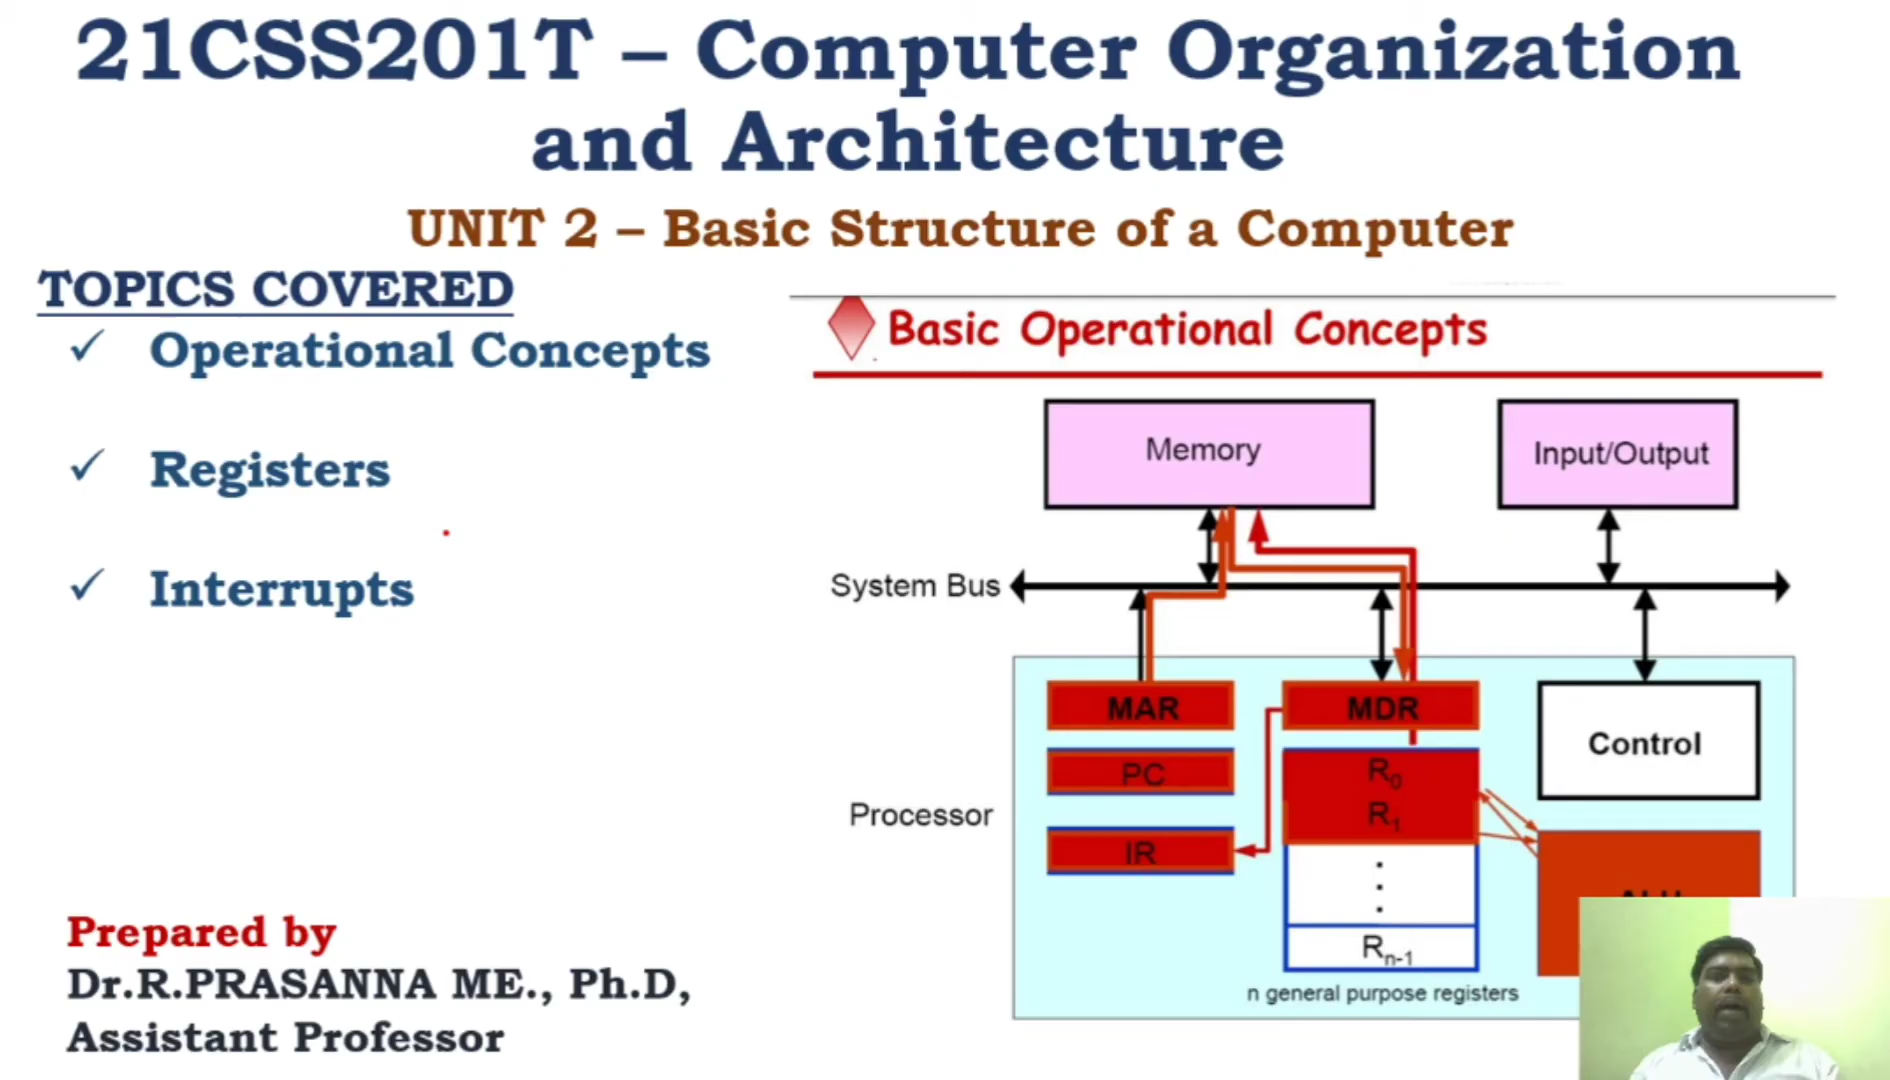 21CSS201T – Computer Organization
and Architecture
UNIT 2 – Basic Structure of a Computer
TOPICS COVERED
✓ Operational Concepts
✓ Registers
✓ Interrupts
Prepared by
Dr.R.PRASANNA ME., Ph.D,
Assistant Professor
Basic Operational Concepts
Memory
Input/Output
System Bus
Processor
MAR
MDR
Control
PC
R0
R1
IR
Rn-1
n general purpose registers